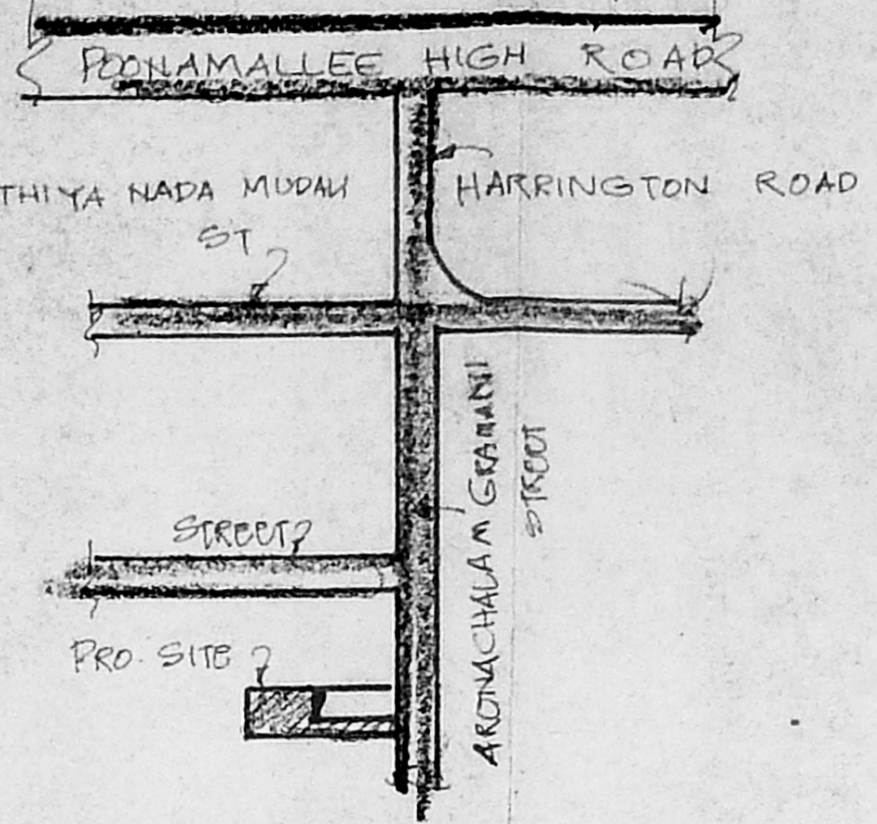 POONAMALLEE HIGH ROAD
THIYA NADA MUDALI
ST
HARRINGTON ROAD
ARUNACHALAM GRAMANI
STREET
STREET
PRO. SITE